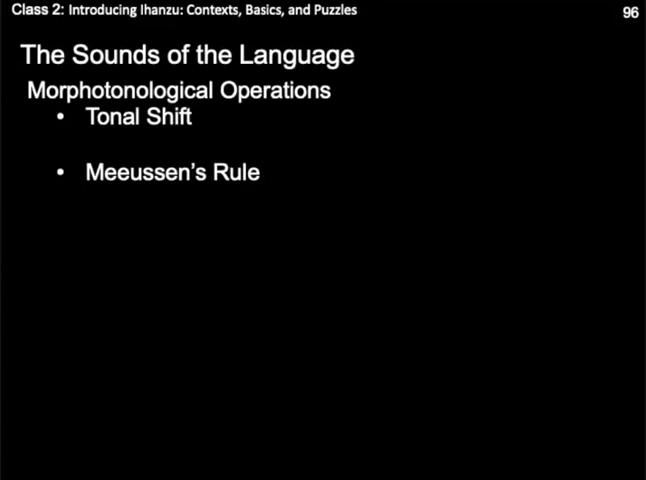 Class 2: Introducing Ihanzu: Contexts, Basics, and Puzzles
96
The Sounds of the Language
Morphotonological Operations
• Tonal Shift
• Meeussen's Rule